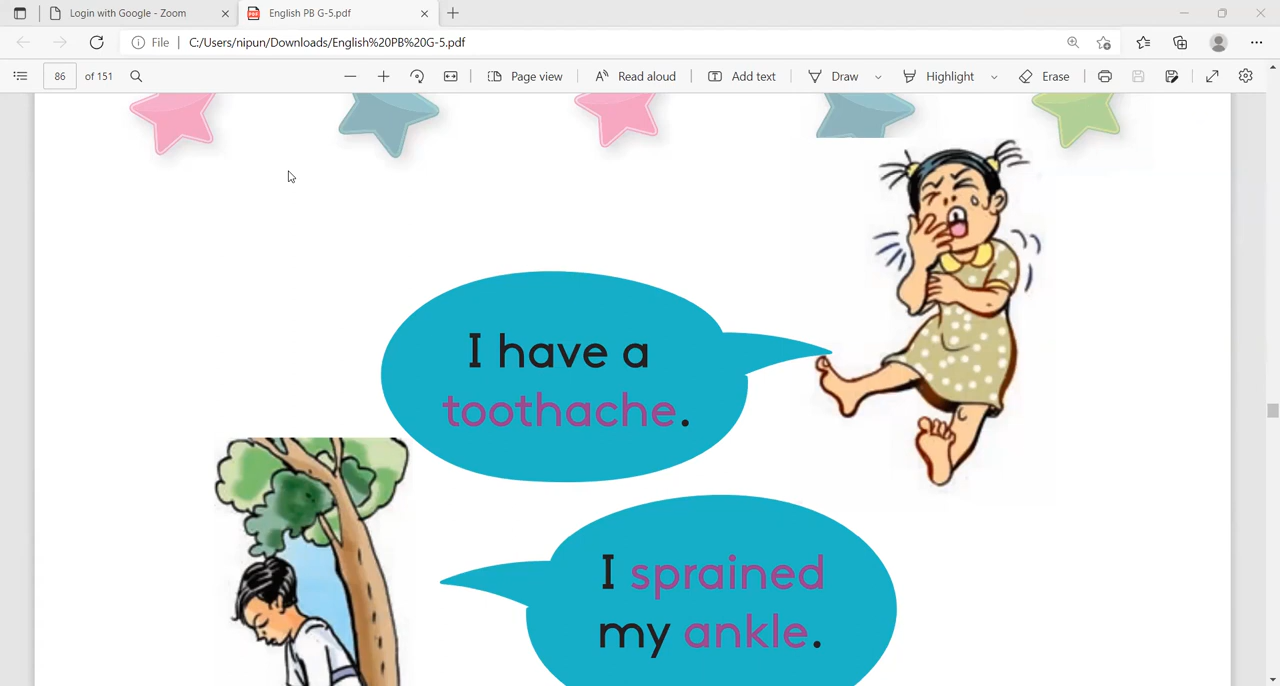 Login with Google - Zoom
English PB G-5.pdf
File
C:/Users/nipun/Downloads/English%20PB%20G-5.pdf
86 of 151
Page view
Read aloud
Add text
Draw
Highlight
Erase
I have a
toothache.
I sprained
my ankle.